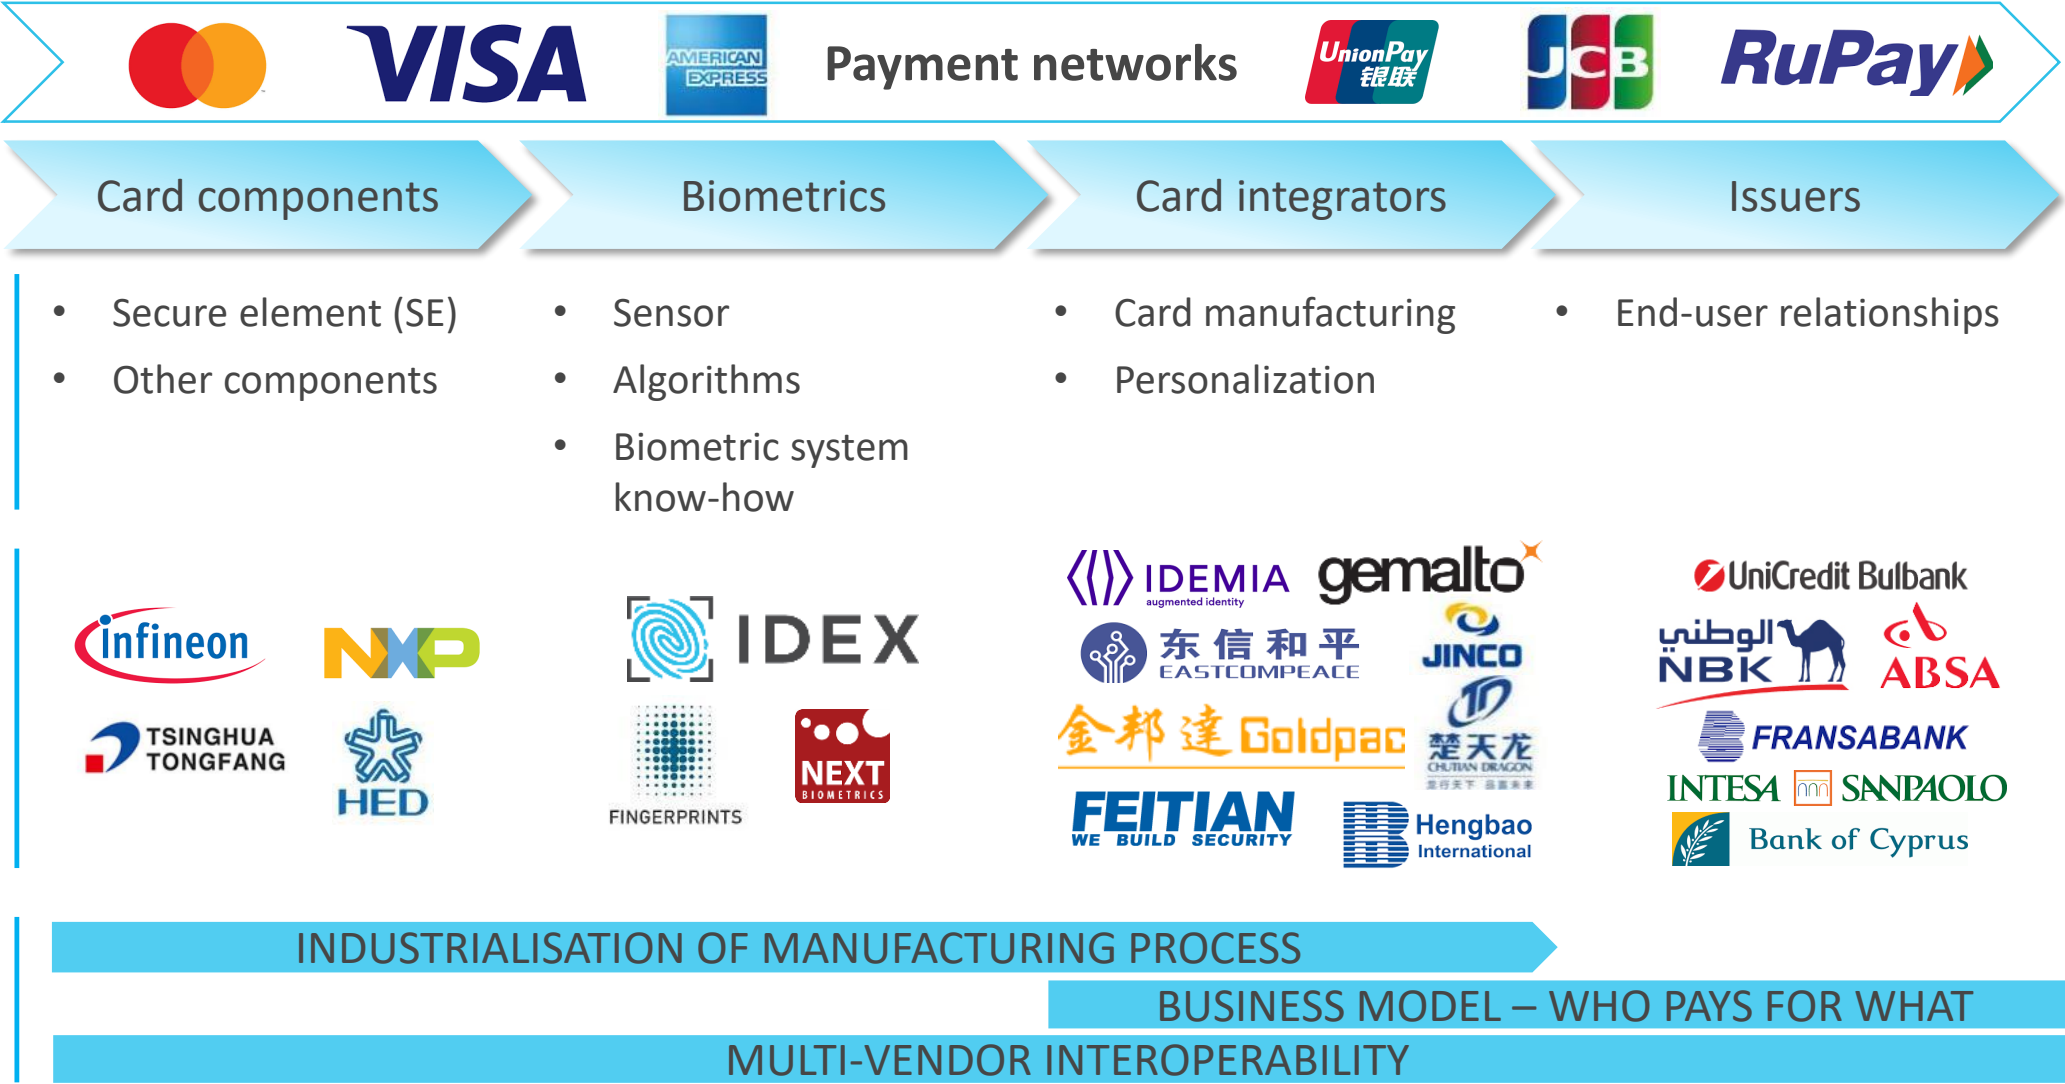 VISA
AMERICAN
EXPRESS
Payment networks
UnionPay
银联
JCB
RuPay
Card components
Biometrics
Card integrators
Issuers
• Secure element (SE)
• Other components
• Sensor
• Algorithms
• Biometric system
know-how
• Card manufacturing
• Personalization
• End-user relationships
infineon
NXP
TSINGHUA
TONGFANG
HED
IDEX
FINGERPRINTS
NEXT
BIOMETRICS
IDEMIA
augmented identity
gemalto
东信和平
EASTCOMPEACE
JINCO
金邦達 Goldpac
楚天龙
CHUTIAN DRAGON
FEITIAN
WE BUILD SECURITY
Hengbao
International
UniCredit Bulbank
الوطني
NBK
ABSA
FRANSABANK
INTESA SANPAOLO
Bank of Cyprus
INDUSTRIALISATION OF MANUFACTURING PROCESS
BUSINESS MODEL – WHO PAYS FOR WHAT
MULTI-VENDOR INTEROPERABILITY